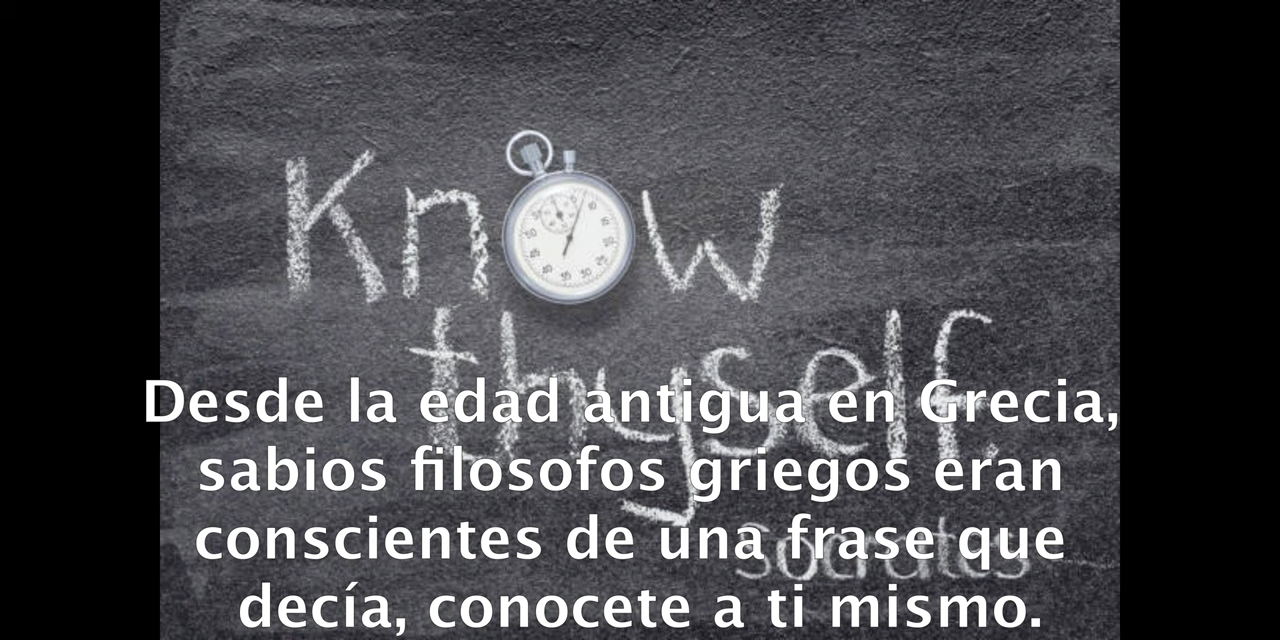 Know
thyself.
socrates
Desde la edad antigua en Grecia,
sabios filosofos griegos eran
conscientes de una frase que
decía, conocete a ti mismo.